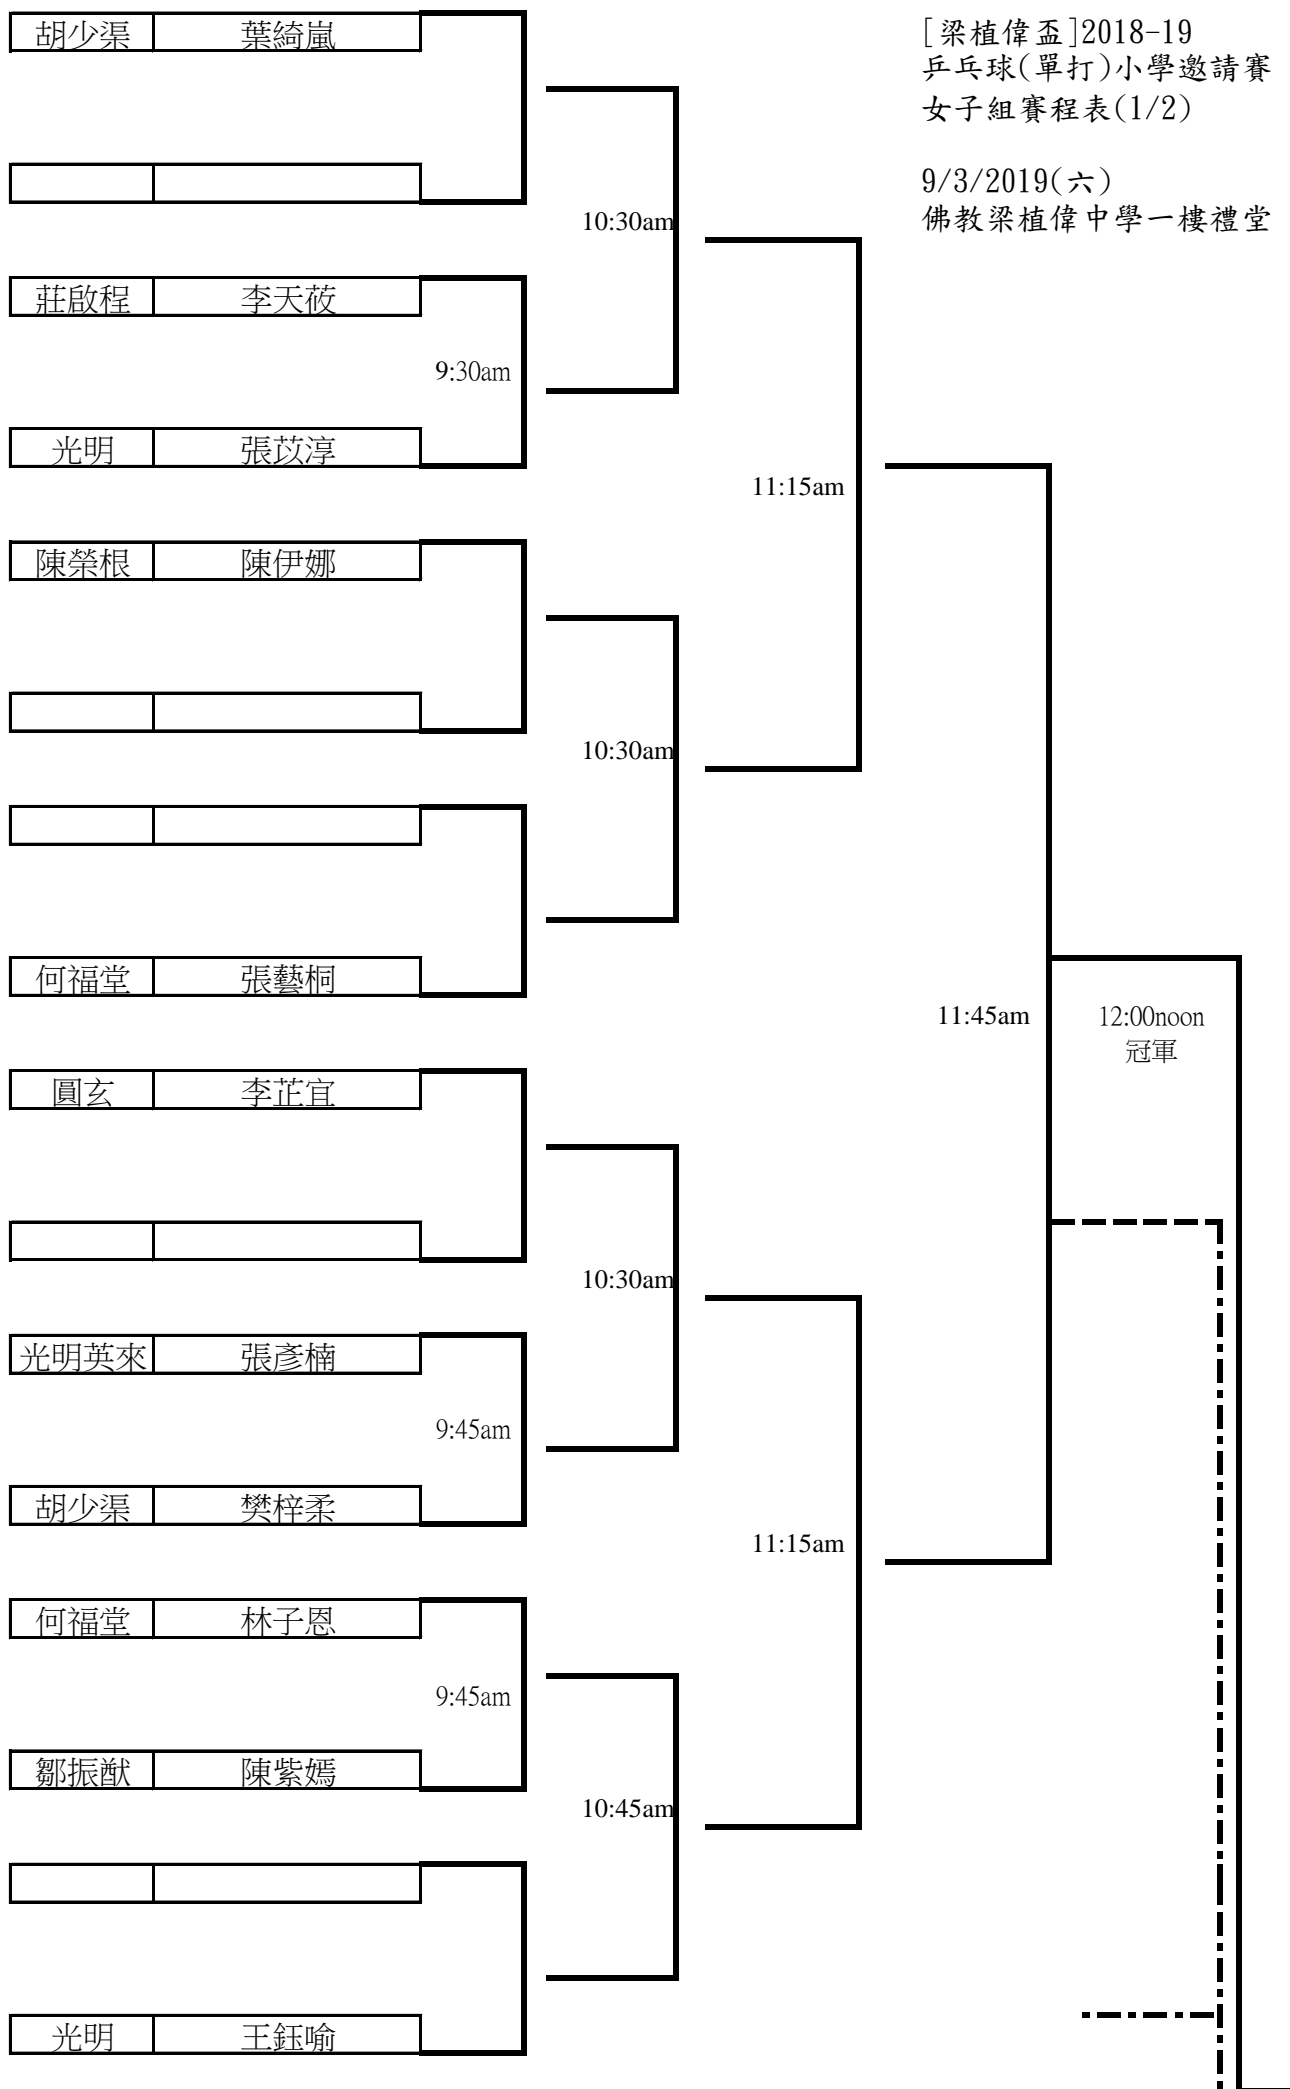 [梁植偉盃]2018-19
乒乓球(單打)小學邀請賽
女子組賽程表(1/2)
9/3/2019(六)
佛教梁植偉中學一樓禮堂
胡少渠 葉綺嵐
10:30am
莊啟程 李天莜
9:30am
光明 張苡淳
11:15am
陳榮根 陳伊娜
10:30am
何福堂 張藝桐
11:45am
12:00noon
冠軍
圓玄 李芷宜
10:30am
光明英來 張彥楠
9:45am
胡少渠 樊梓柔
11:15am
何福堂 林子恩
9:45am
鄒振猷 陳紫嫣
10:45am
光明 王鈺喻